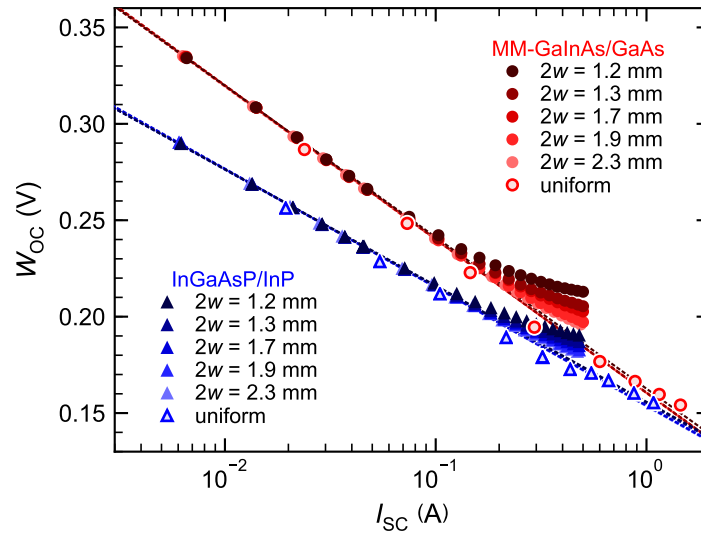 0.35
0.30
0.25
0.20
0.15
W_OC (V)
MM-GaInAs/GaAs
2w = 1.2 mm
2w = 1.3 mm
2w = 1.7 mm
2w = 1.9 mm
2w = 2.3 mm
uniform
InGaAsP/InP
2w = 1.2 mm
2w = 1.3 mm
2w = 1.7 mm
2w = 1.9 mm
2w = 2.3 mm
uniform
10⁻² 10⁻¹ 10⁰
I_SC (A)